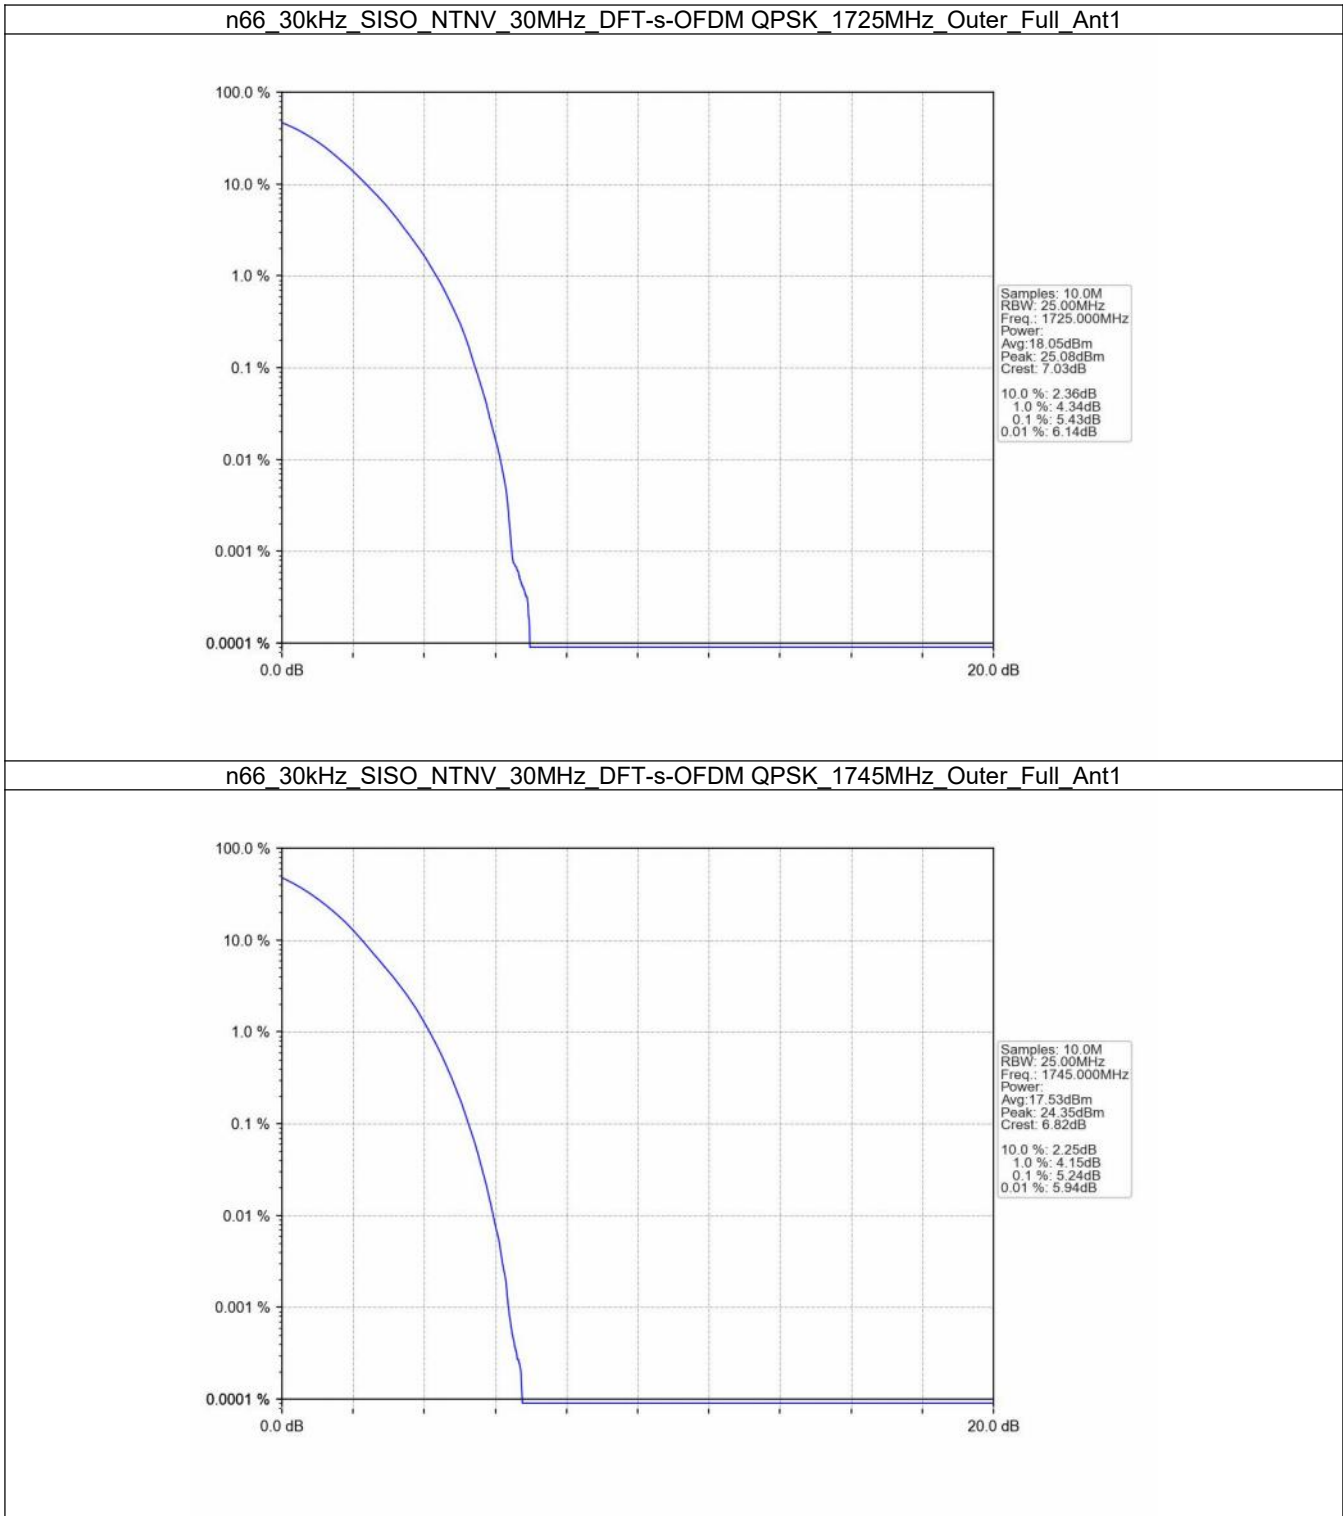 n66_30kHz_SISO_NTNV_30MHz_DFT-s-OFDM QPSK_1725MHz_Outer_Full_Ant1
100.0 %
10.0 %
1.0 %
0.1 %
0.01 %
0.001 %
0.0001 %
0.0 dB
20.0 dB
Samples: 10.0M
RBW: 25.00MHz
Freq.: 1725.000MHz
Power:
Avg:18.05dBm
Peak: 25.08dBm
Crest: 7.03dB
10.0 %: 2.36dB
1.0 %: 4.34dB
0.1 %: 5.43dB
0.01 %: 6.14dB
n66_30kHz_SISO_NTNV_30MHz_DFT-s-OFDM QPSK_1745MHz_Outer_Full_Ant1
100.0 %
10.0 %
1.0 %
0.1 %
0.01 %
0.001 %
0.0001 %
0.0 dB
20.0 dB
Samples: 10.0M
RBW: 25.00MHz
Freq.: 1745.000MHz
Power:
Avg:17.53dBm
Peak: 24.35dBm
Crest: 6.82dB
10.0 %: 2.25dB
1.0 %: 4.15dB
0.1 %: 5.24dB
0.01 %: 5.94dB